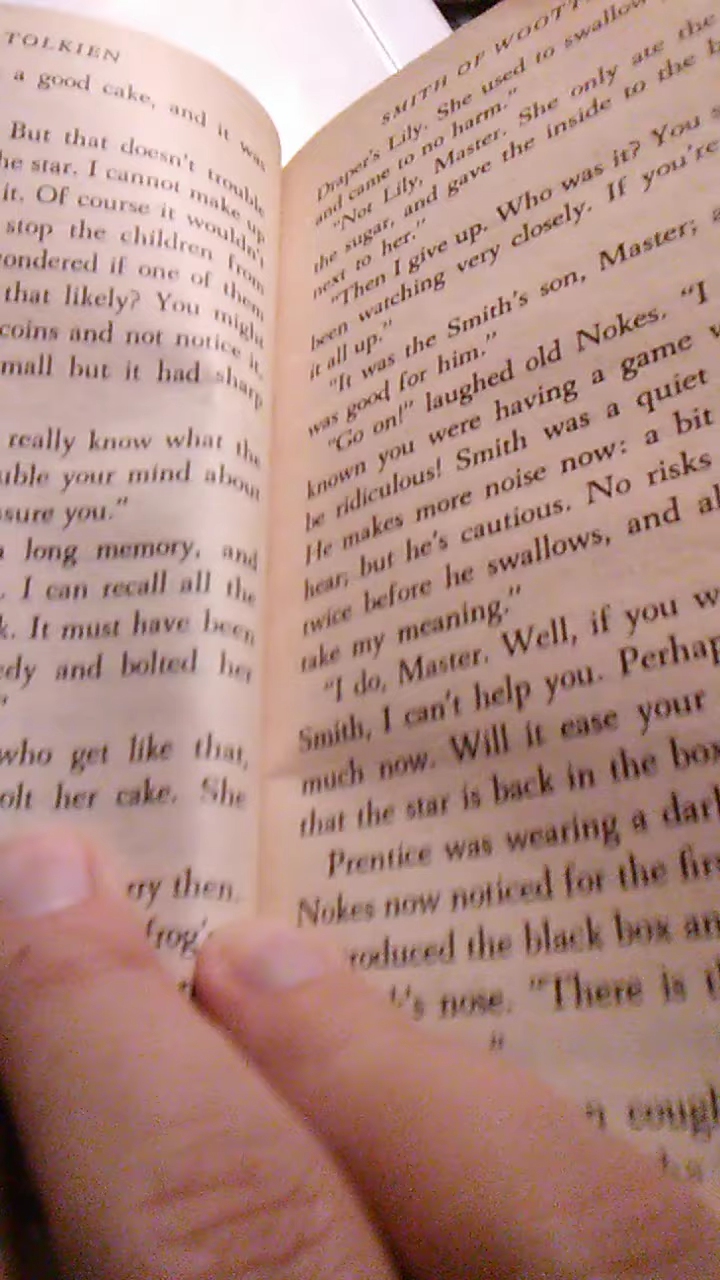 TOLKIEN
a good cake, and it was
But that doesn't trouble
he star. I cannot make up
it. Of course it wouldn't
stop the children from
ondered if one of them
that likely? You might
coins and not notice it.
mall but it had sharp
really know what the
uble your mind about
sure you."
long memory, and
I can recall all the
k. It must have been
edy and bolted her
"
who get like that,
olt her cake. She
ry then.
frog's
SMITH OF WOOTT
Draper's Lily. She used to swallow
and came to no harm."
"Not Lily, Master. She only ate the
the sugar, and gave the inside to the b
next to her."
"Then I give up. Who was it? You s
been watching very closely. If you're
it all up."
"It was the Smith's son, Master; a
was good for him."
"Go on!" laughed old Nokes. "I
known you were having a game w
be ridiculous! Smith was a quiet
He makes more noise now: a bit
hear; but he's cautious. No risks
twice before he swallows, and al
take my meaning."
"I do, Master. Well, if you w
Smith, I can't help you. Perhap
much now. Will it ease your
that the star is back in the box
Prentice was wearing a dark
Nokes now noticed for the firs
roduced the black box an
's nose. "There is t
"
cough